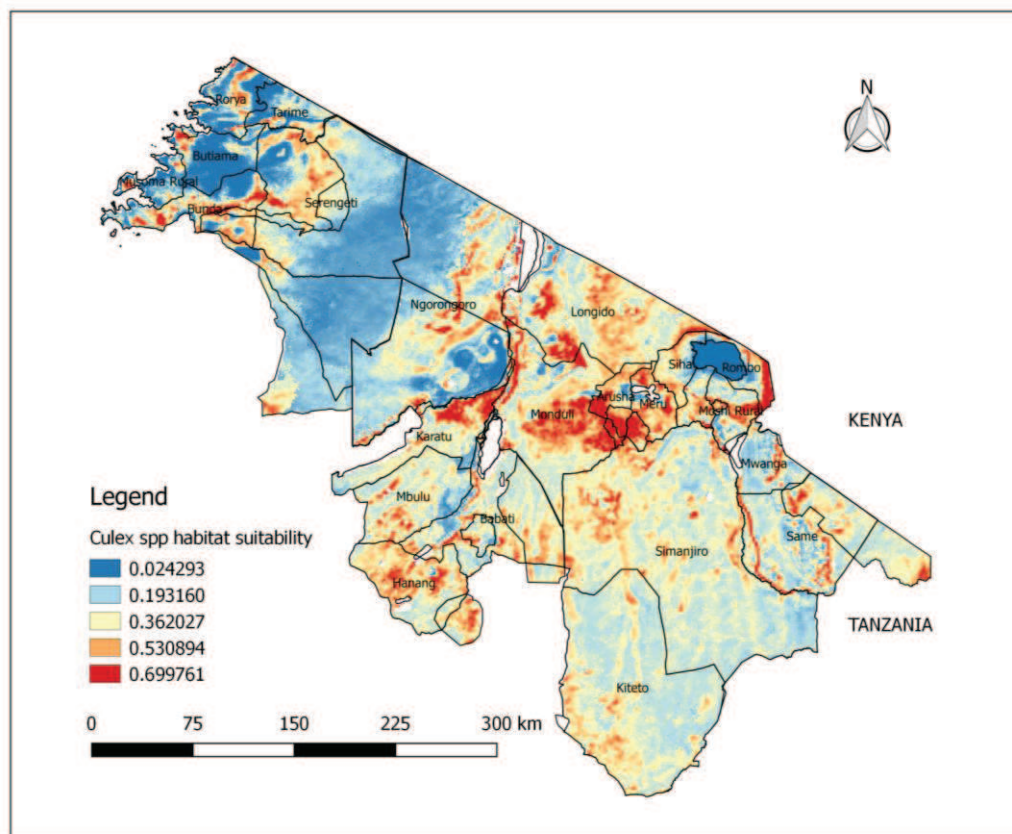 N
Rorya
Tarime
Butiama
Musoma Rural
Bunda
Serengeti
Ngorongoro
Longido
Siha
Rombo
Arusha
Meru
Monduli
Moshi Rural
KENYA
Karatu
Mwanga
Mbulu
Babati
Same
Simanjiro
Hanang
TANZANIA
Kiteto
Legend
Culex spp habitat suitability
0.024293
0.193160
0.362027
0.530894
0.699761
0 75 150 225 300 km